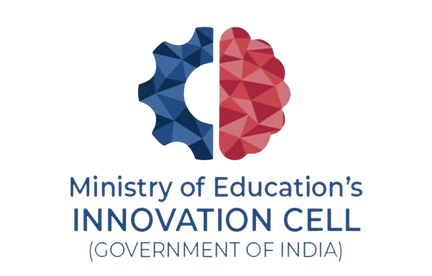 Ministry of Education's
INNOVATION CELL
(GOVERNMENT OF INDIA)